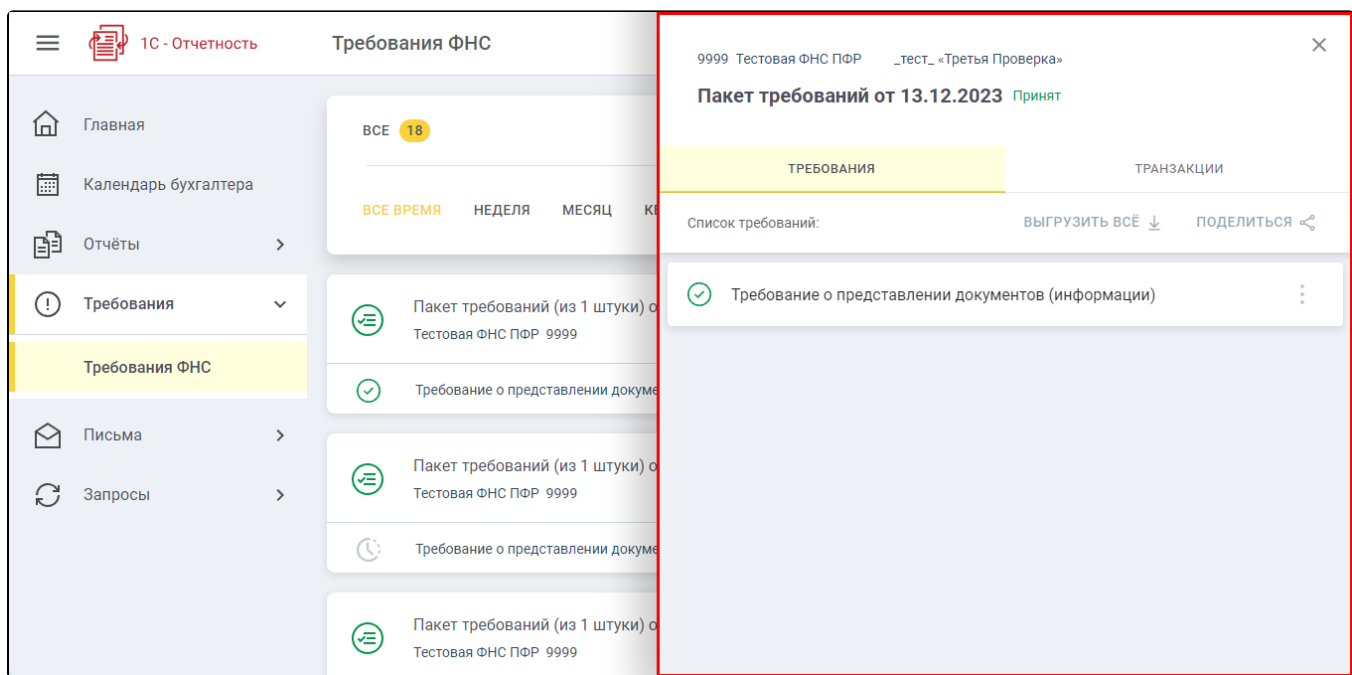 1С - Отчетность
Требования ФНС
Главная
Календарь бухгалтера
Отчёты
Требования
Требования ФНС
Письма
Запросы
ВСЕ 18
ВСЕ ВРЕМЯ НЕДЕЛЯ МЕСЯЦ
Пакет требований (из 1 штуки)
Тестовая ФНС ПФР 9999
Требование о представлении
Пакет требований (из 1 штуки)
Тестовая ФНС ПФР 9999
Требование о представлении
Пакет требований (из 1 штуки)
Тестовая ФНС ПФР 9999
9999 Тестовая ФНС ПФР _тест_ «Третья Проверка»
Пакет требований от 13.12.2023 Принят
ТРЕБОВАНИЯ ТРАНЗАКЦИИ
Список требований: ВЫГРУЗИТЬ ВСЁ ПОДЕЛИТЬСЯ
Требование о представлении документов (информации)